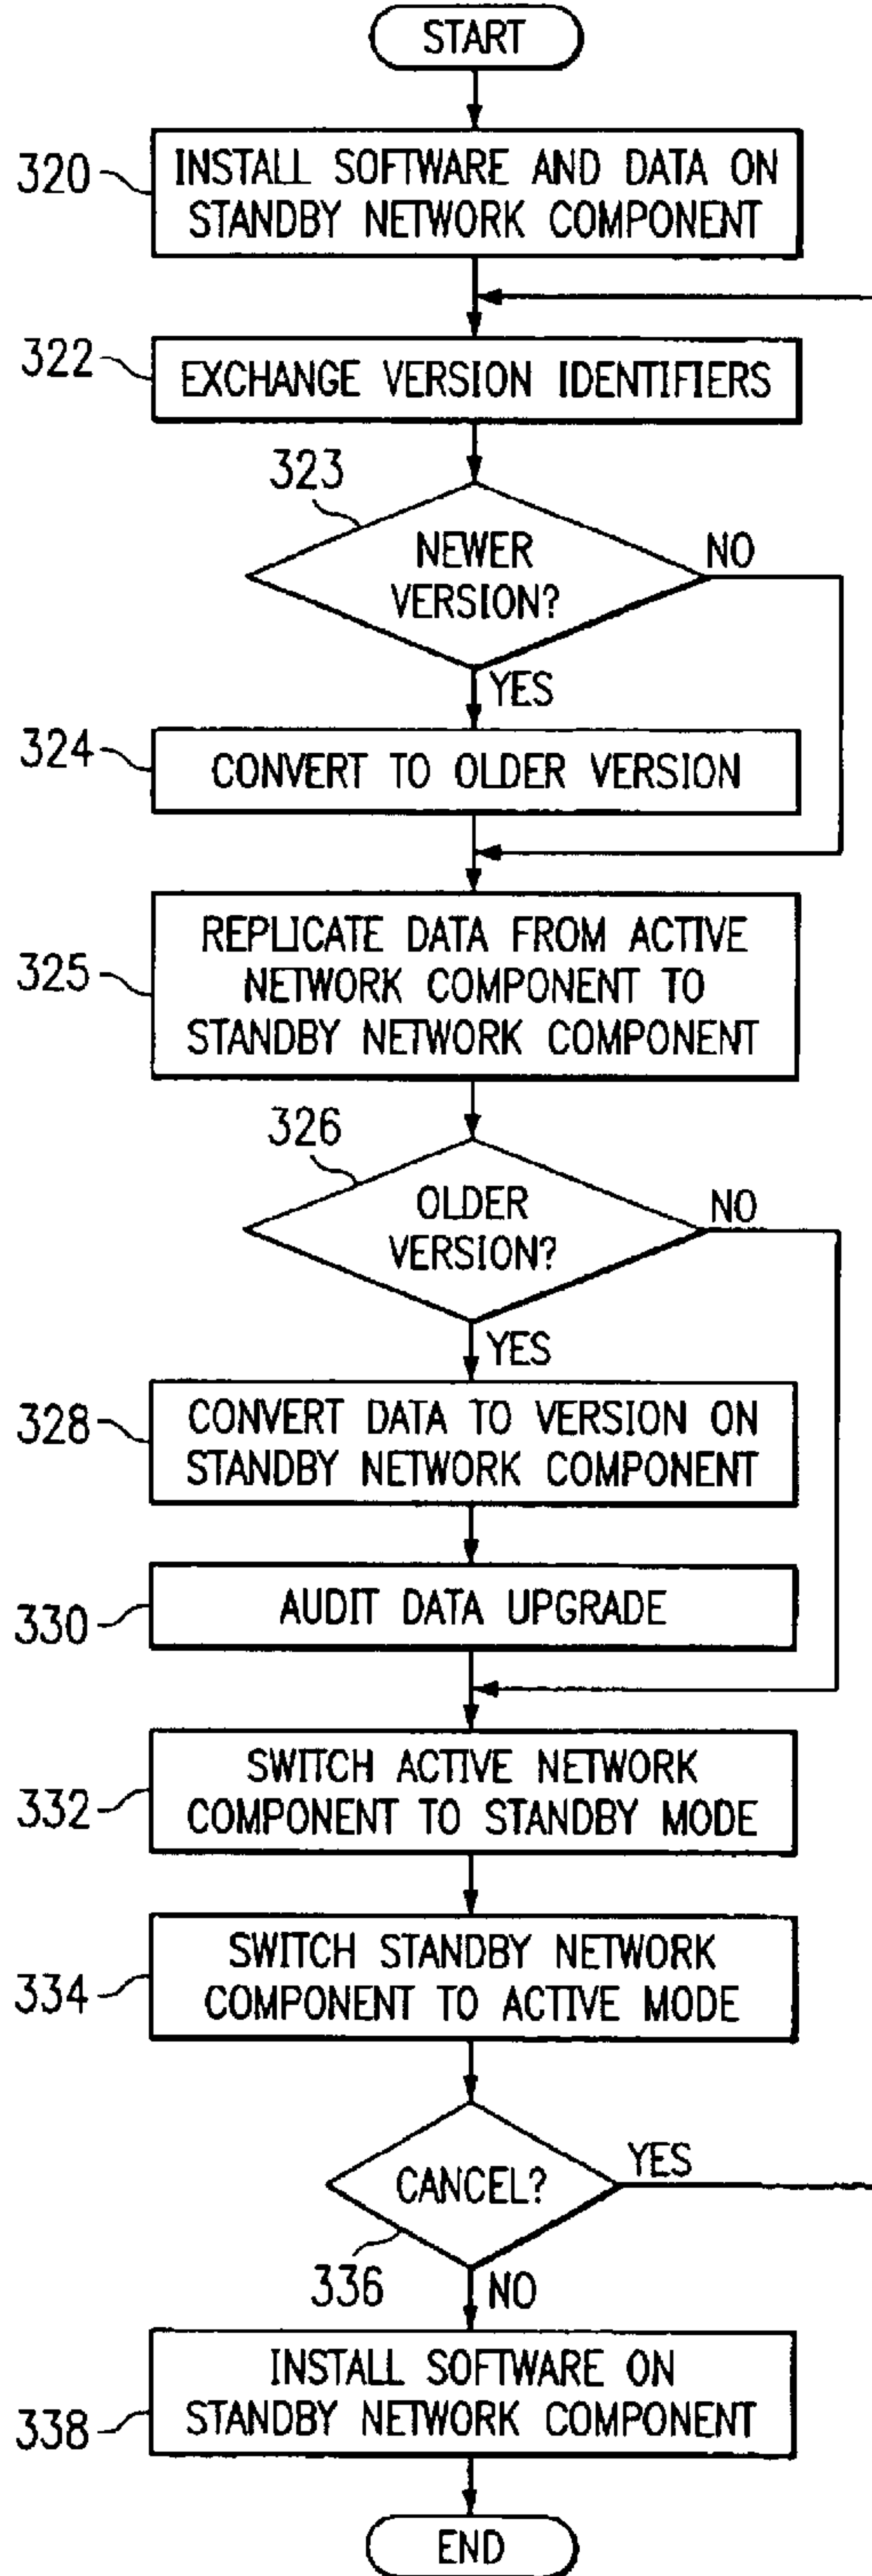 START
320
INSTALL SOFTWARE AND DATA ON
STANDBY NETWORK COMPONENT
322
EXCHANGE VERSION IDENTIFIERS
323
NEWER
VERSION?
NO
YES
324
CONVERT TO OLDER VERSION
325
REPLICATE DATA FROM ACTIVE
NETWORK COMPONENT TO
STANDBY NETWORK COMPONENT
326
OLDER
VERSION?
NO
YES
328
CONVERT DATA TO VERSION ON
STANDBY NETWORK COMPONENT
330
AUDIT DATA UPGRADE
332
SWITCH ACTIVE NETWORK
COMPONENT TO STANDBY MODE
334
SWITCH STANDBY NETWORK
COMPONENT TO ACTIVE MODE
CANCEL?
YES
336
NO
338
INSTALL SOFTWARE ON
STANDBY NETWORK COMPONENT
END